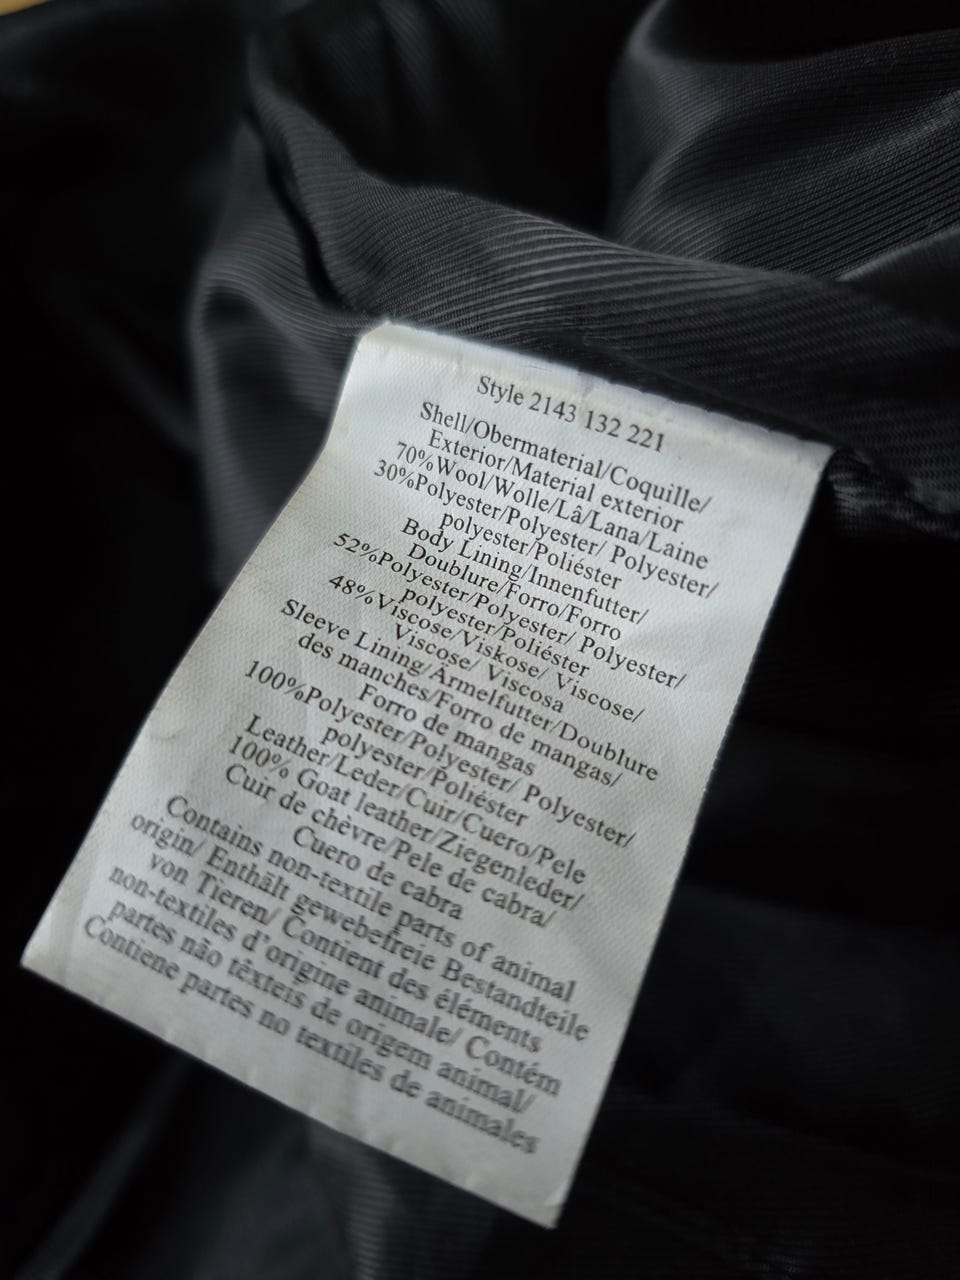 Style 2143 132 221
Shell/Obermaterial/Coquille/
Exterior/Material exterior
70%Wool/Wolle/Lâ/Lana/Laine
30%Polyester/Polyester/ Polyester/
polyester/Poliéster
Body Lining/Innenfutter/
Doublure/Forro/Forro
52%Polyester/Polyester/ Polyester/
polyester/Poliéster
48%Viscose/Viskose/ Viscose/
Viscose/ Viscosa
Sleeve Lining/Ärmelfutter/Doublure
des manches/Forro de mangas/
Forro de mangas
100%Polyester/Polyester/ Polyester/
polyester/Poliéster
Leather/Leder/Cuir/Cuero/Pele
100% Goat leather/Ziegenleder/
Cuir de chèvre/Pele de cabra/
Cuero de cabra
Contains non-textile parts of animal
origin/ Enthält gewebefreie Bestandteile
von Tieren/ Contient des éléments
non-textiles d'origine animale/ Contém
partes não têxteis de origem animal/
Contiene partes no textiles de animales